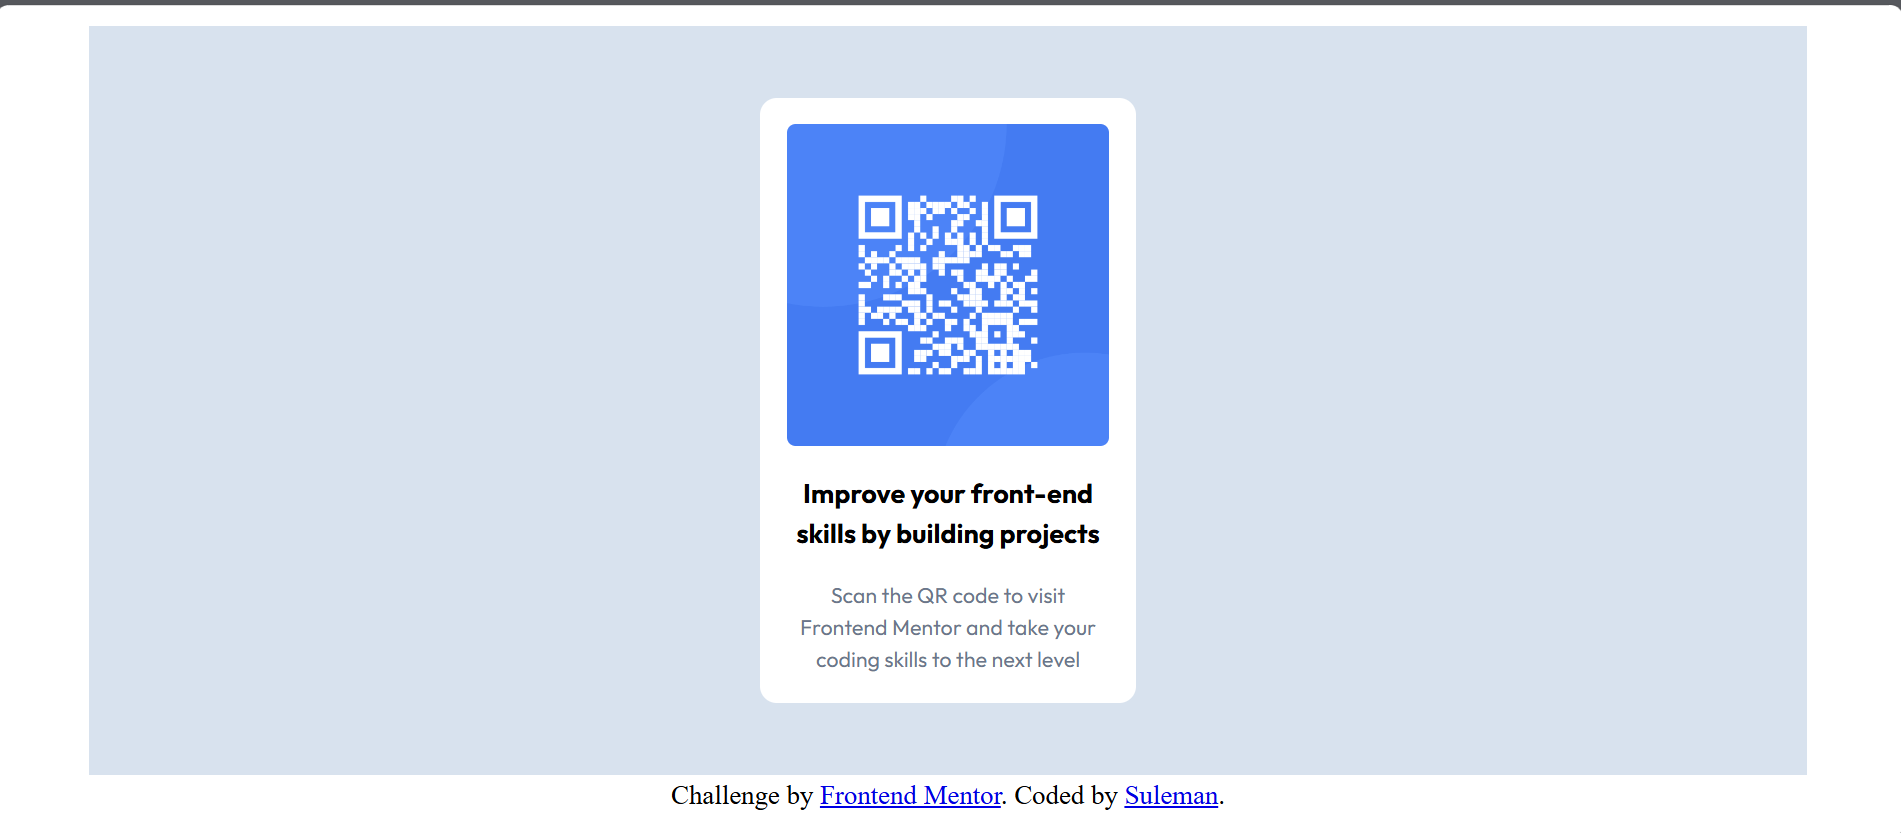 Improve your front-end
skills by building projects
Scan the QR code to visit
Frontend Mentor and take your
coding skills to the next level
Challenge by Frontend Mentor. Coded by Suleman.